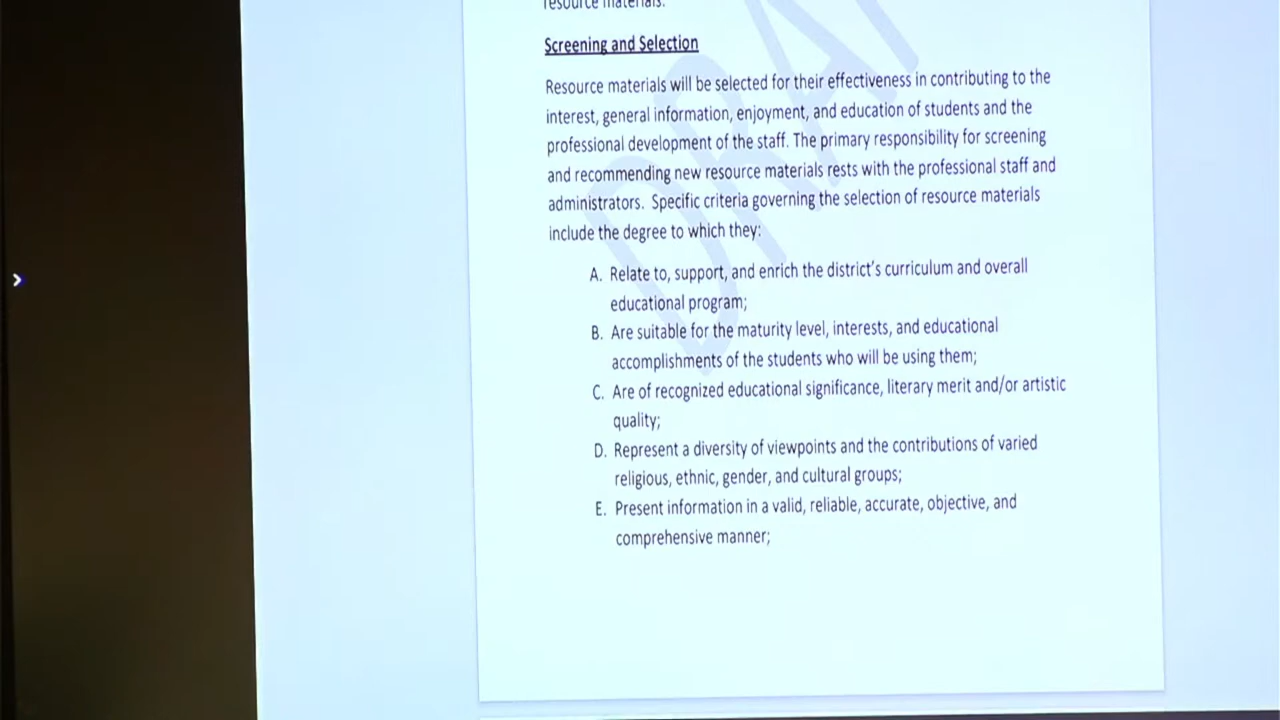 resource materials.
Screening and Selection
Resource materials will be selected for their effectiveness in contributing to the
interest, general information, enjoyment, and education of students and the
professional development of the staff. The primary responsibility for screening
and recommending new resource materials rests with the professional staff and
administrators. Specific criteria governing the selection of resource materials
include the degree to which they:
A. Relate to, support, and enrich the district's curriculum and overall
educational program;
B. Are suitable for the maturity level, interests, and educational
accomplishments of the students who will be using them;
C. Are of recognized educational significance, literary merit and/or artistic
quality;
D. Represent a diversity of viewpoints and the contributions of varied
religious, ethnic, gender, and cultural groups;
E. Present information in a valid, reliable, accurate, objective, and
comprehensive manner;